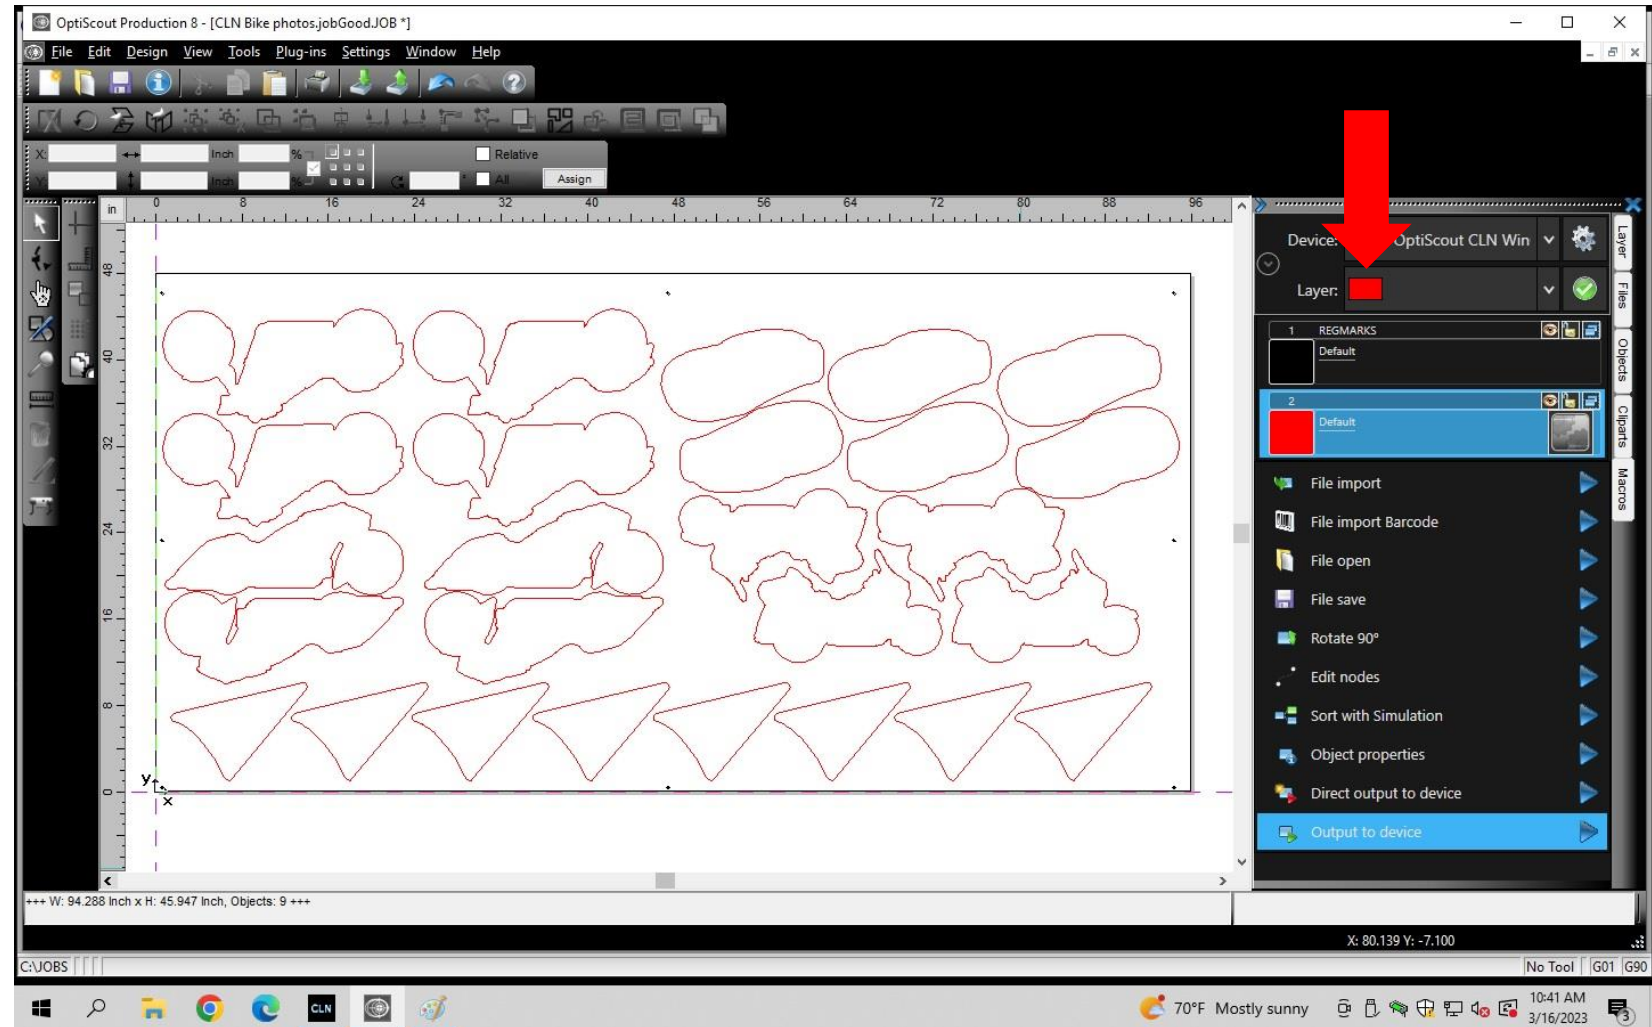 OptiScout Production 8 - [CLN Bike photos.jobGood.JOB *]
File Edit Design View Tools Plug-ins Settings Window Help
X: Inch % Relative
Y: Inch % ° All Assign
in 0 8 16 24 32 40 48 56 64 72 80 88 96
48
40
32
24
16
8
0
Y
X
Device: OptiScout CLN Win
Layer:
1 REGMARKS
Default
2
Default
File import
File import Barcode
File open
File save
Rotate 90°
Edit nodes
Sort with Simulation
Object properties
Direct output to device
Output to device
Layer
Files
Objects
Cliparts
Macros
+++ W: 94.288 Inch x H: 45.947 Inch, Objects: 9 +++
X: 80.139 Y: -7.100
C:\JOBS No Tool G01 G90
CLN 70°F Mostly sunny 10:41 AM
3/16/2023 3